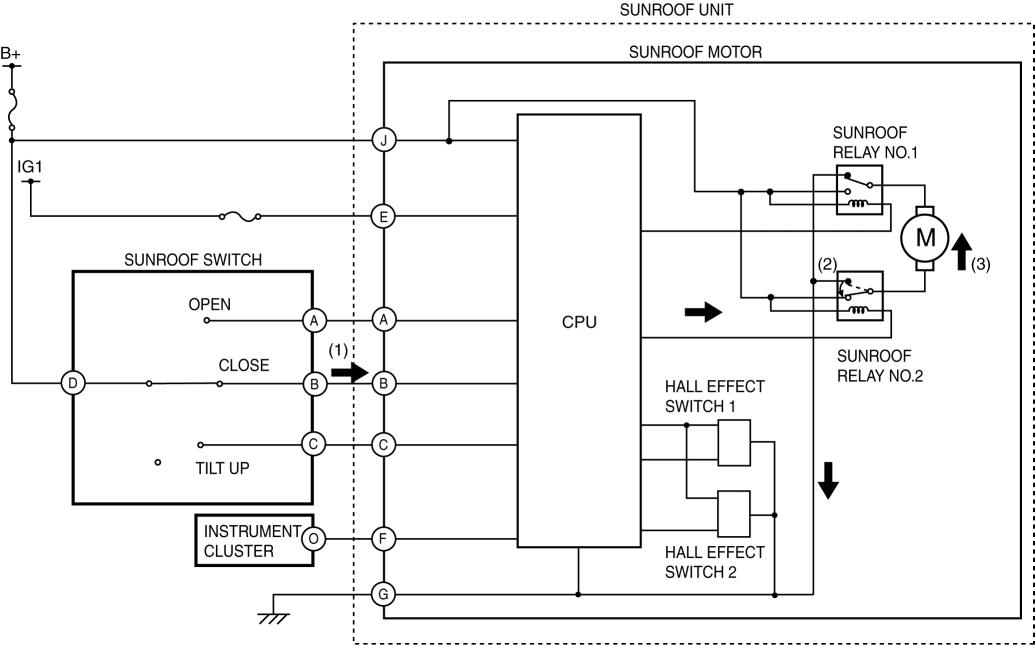 SUNROOF UNIT
SUNROOF MOTOR
B+
SUNROOF
RELAY NO.1
J
IG1
E
M
(3)
SUNROOF SWITCH
(2)
OPEN
A
A
CPU
(1)
CLOSE
SUNROOF
RELAY NO.2
D
B
B
HALL EFFECT
SWITCH 1
C
C
TILT UP
INSTRUMENT
CLUSTER
O
F
HALL EFFECT
SWITCH 2
G